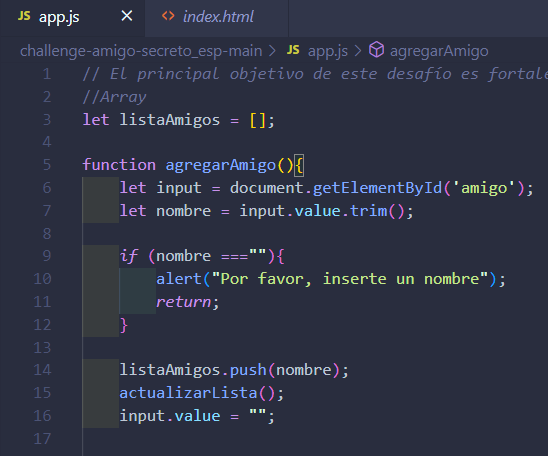 JS app.js X <> index.html
challenge-amigo-secreto_esp-main > JS app.js > agregarAmigo
1 // El principal objetivo de este desafío es fortale
2 //Array
3 let listaAmigos = [];
4
5 function agregarAmigo(){
6 let input = document.getElementById('amigo');
7 let nombre = input.value.trim();
8
9 if (nombre ===""){
10 alert("Por favor, inserte un nombre");
11 return;
12 }
13
14 listaAmigos.push(nombre);
15 actualizarLista();
16 input.value = "";
17